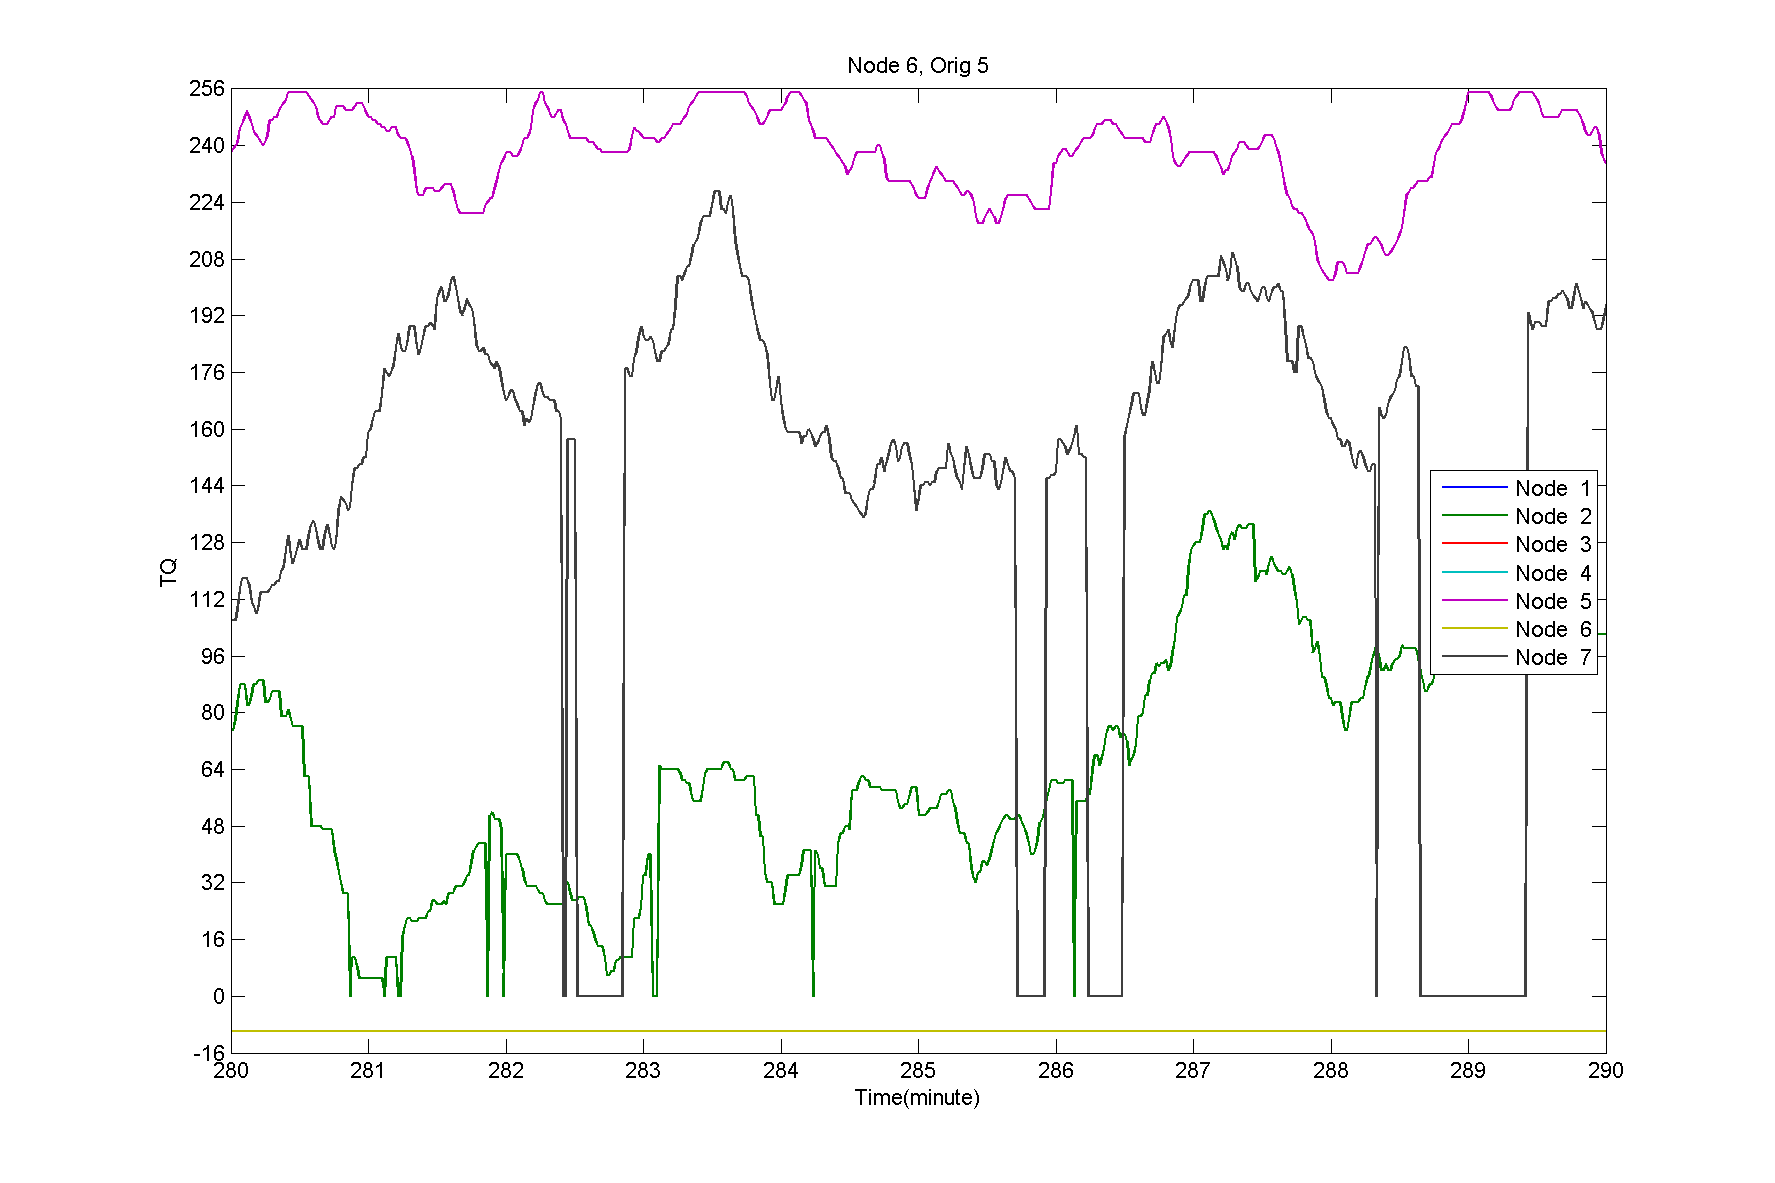 Node 6, Orig 5
256
240
224
208
192
176
160
144
128
112
96
80
64
48
32
16
0
-16
TQ
Node 1
Node 2
Node 3
Node 4
Node 5
Node 6
Node 7
280 281 282 283 284 285 286 287 288 289 290
Time(minute)